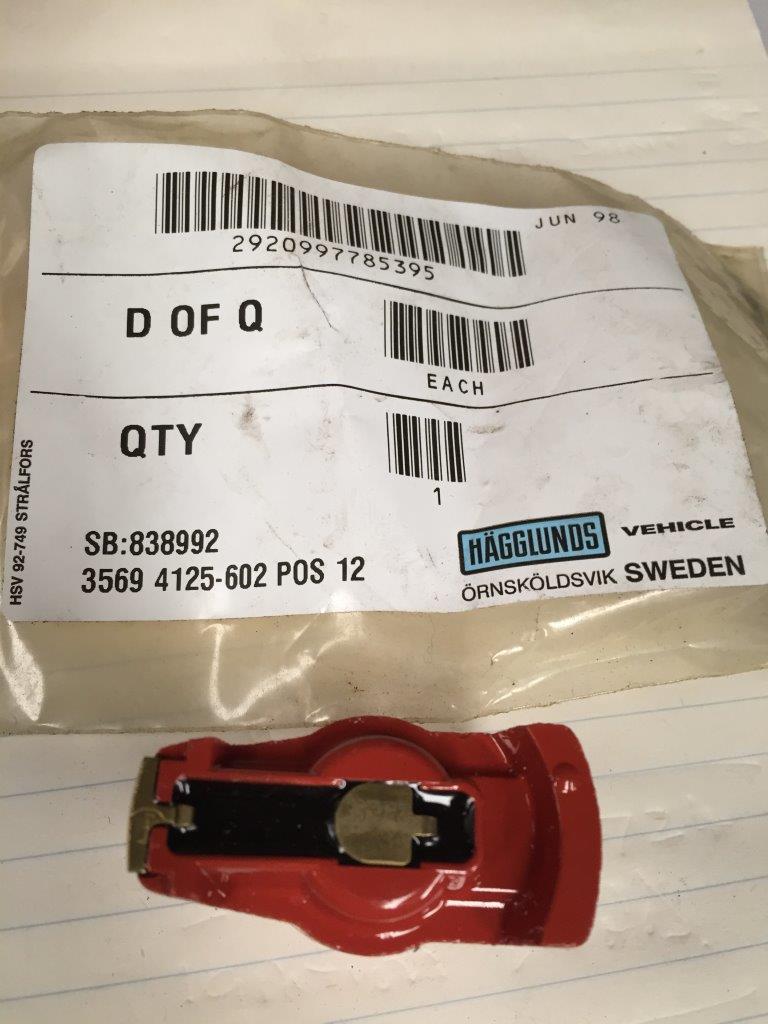 JUN 98
2920997785395
D OF Q
EACH
QTY
1
HSV 92-749 STRÅLFORS
SB:838992
3569 4125-602 POS 12
HÄGGLUNDS VEHICLE
ÖRNSKÖLDSVIK SWEDEN